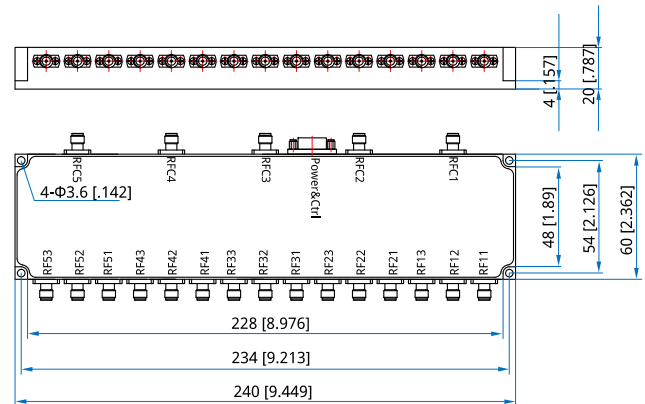 4 [.157]
20 [.787]
RFC5
RFC4
RFC3
Power&Ctrl
RFC2
RFC1
4-Φ3.6 [.142]
48 [1.89]
54 [2.126]
60 [2.362]
RF53
RF52
RF51
RF43
RF42
RF41
RF33
RF32
RF31
RF23
RF22
RF21
RF13
RF12
RF11
228 [8.976]
234 [9.213]
240 [9.449]